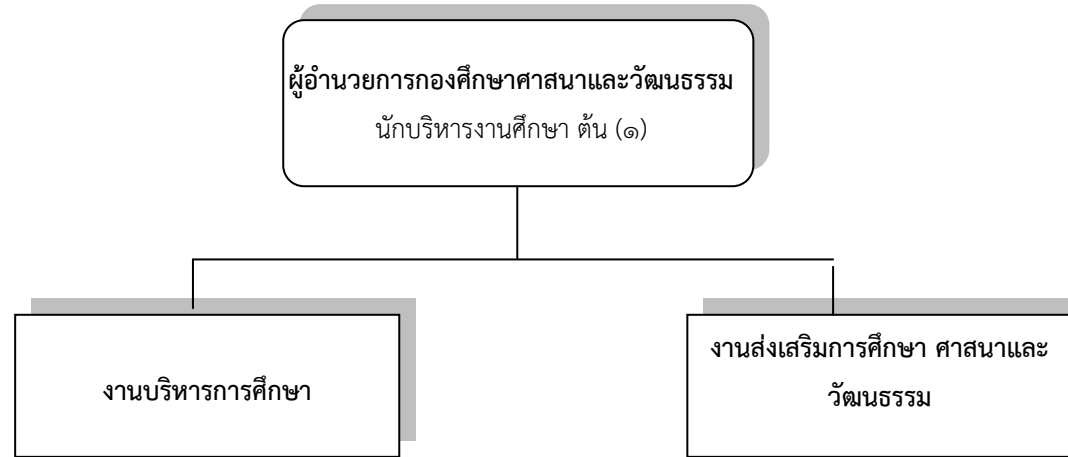 ผู้อำนวยการกองศึกษาศาสนาและวัฒนธรรม
นักบริหารงานศึกษา ต้น (๑)
งานบริหารการศึกษา
งานส่งเสริมการศึกษา ศาสนาและ
วัฒนธรรม